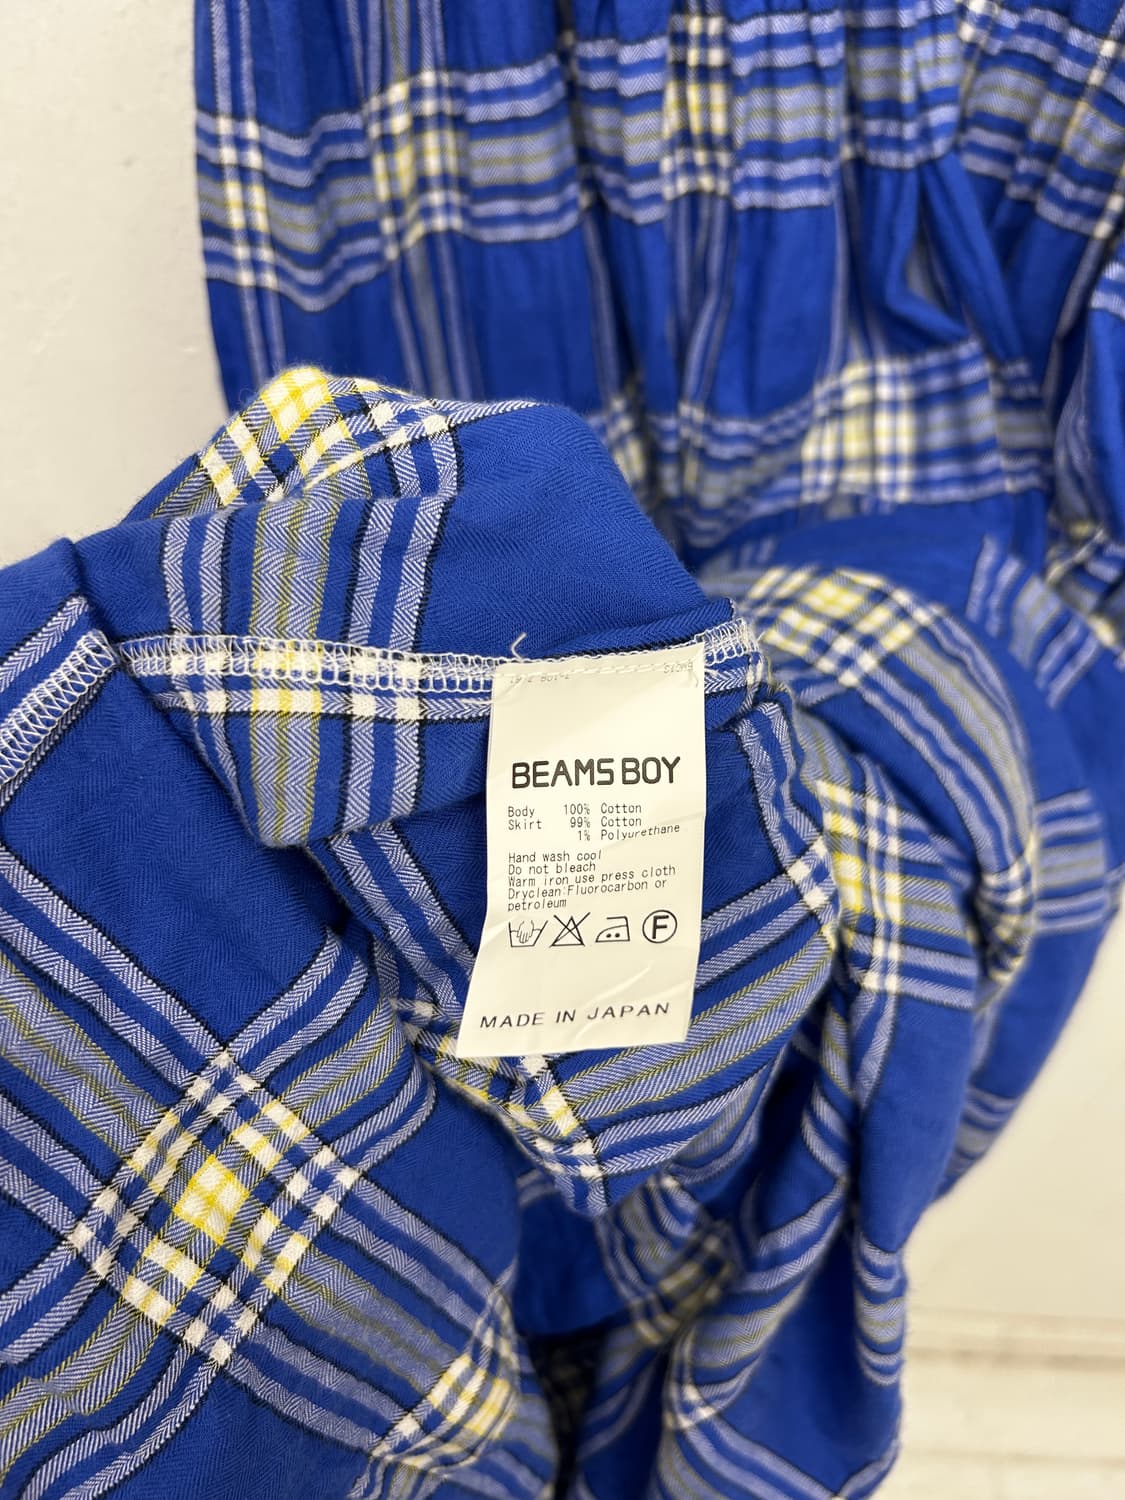 BEAMS BOY
Body 100% Cotton
Skirt 99% Cotton
1% Polyurethane
Hand wash cool
Do not bleach
Warm iron use press cloth
Dryclean:Fluorocarbon or
petroleum
F
MADE IN JAPAN